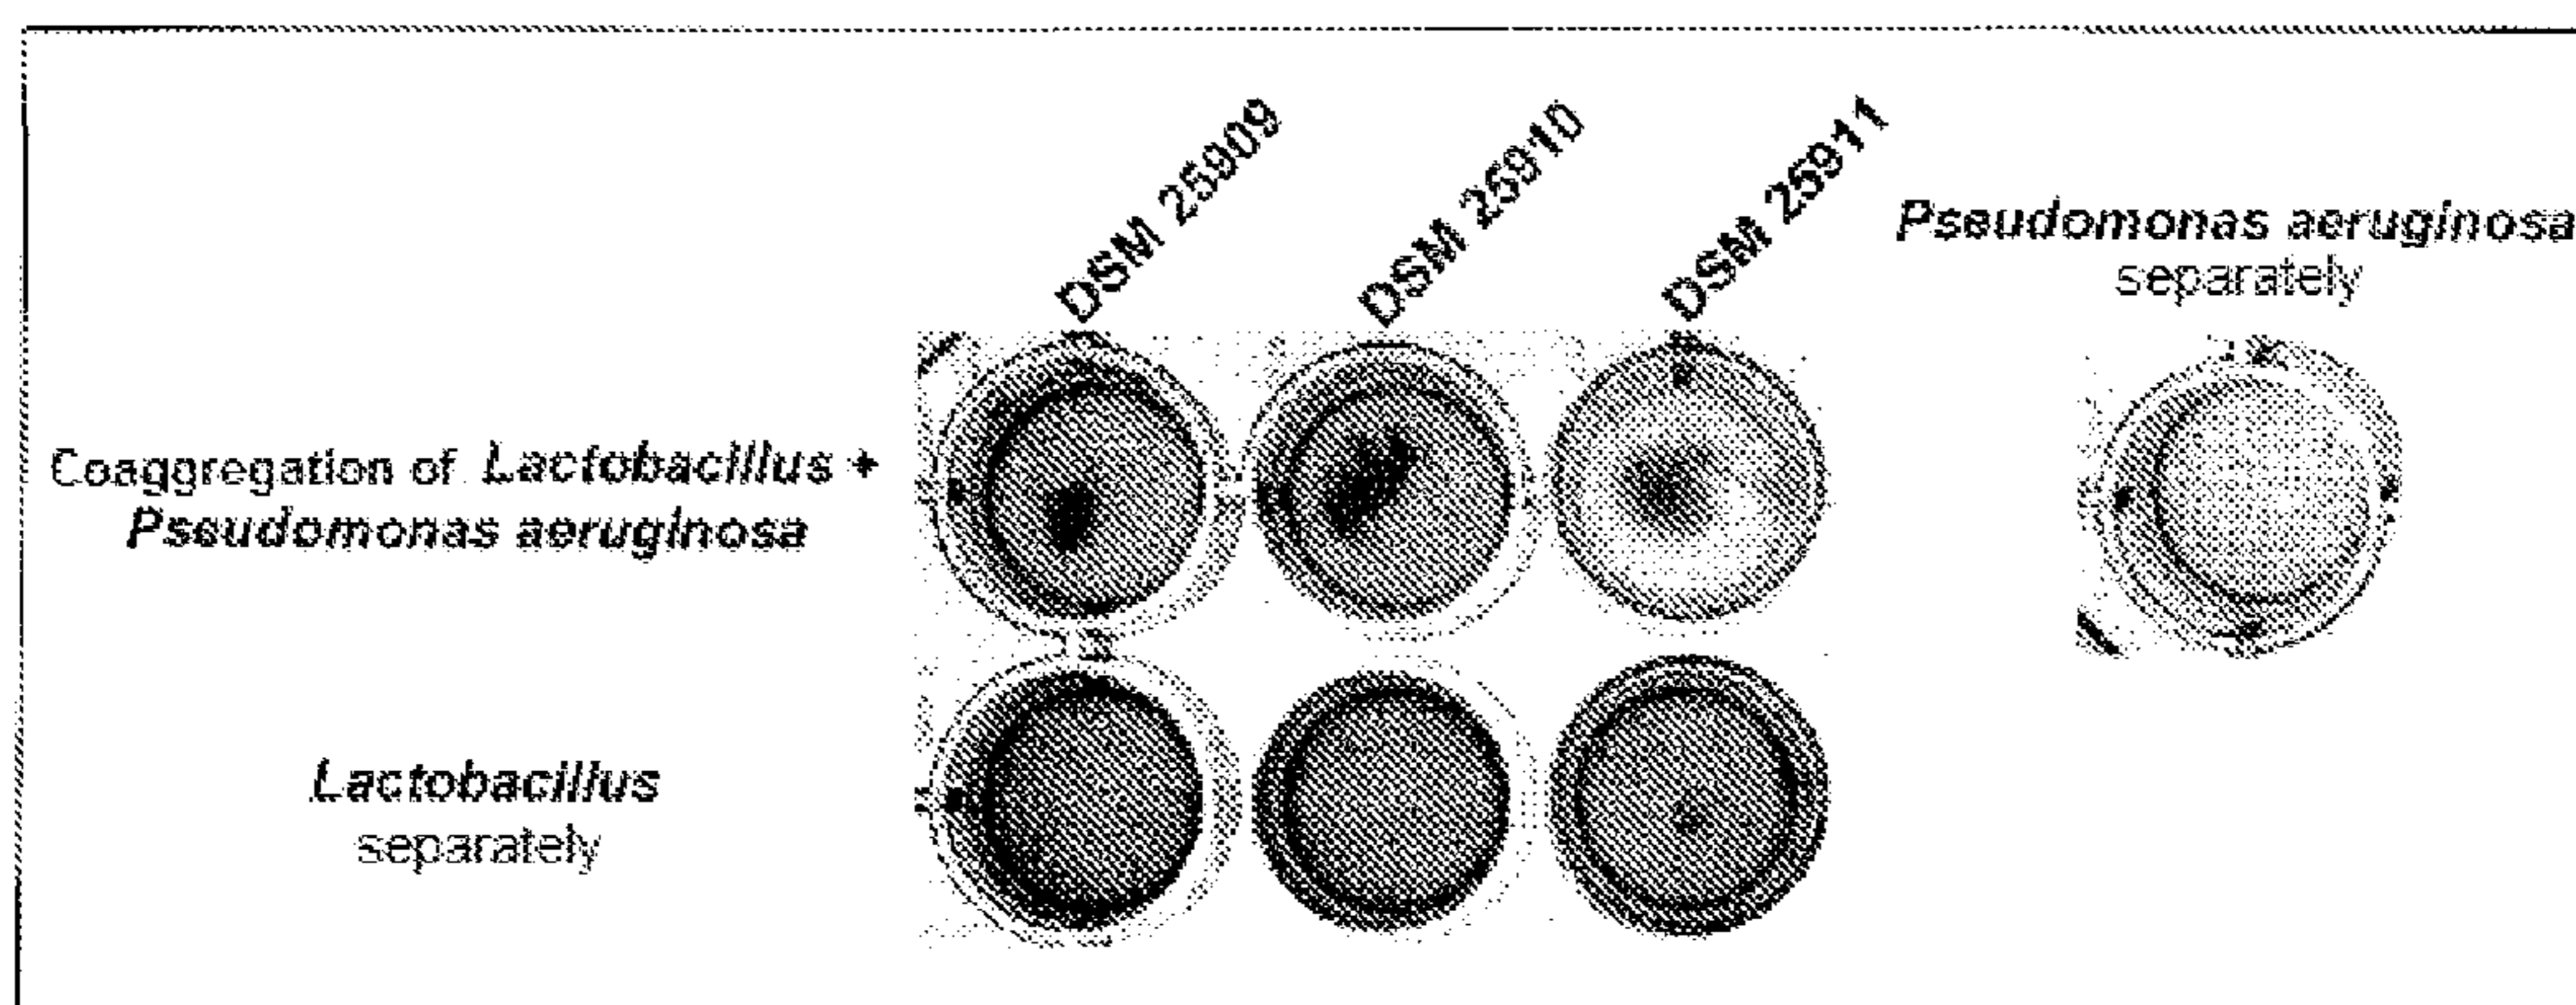 DSM 25909
DSM 25910
DSM 25911
Pseudomonas aeruginosa
separately
Coaggregation of Lactobacillus +
Pseudomonas aeruginosa
Lactobacillus
separately